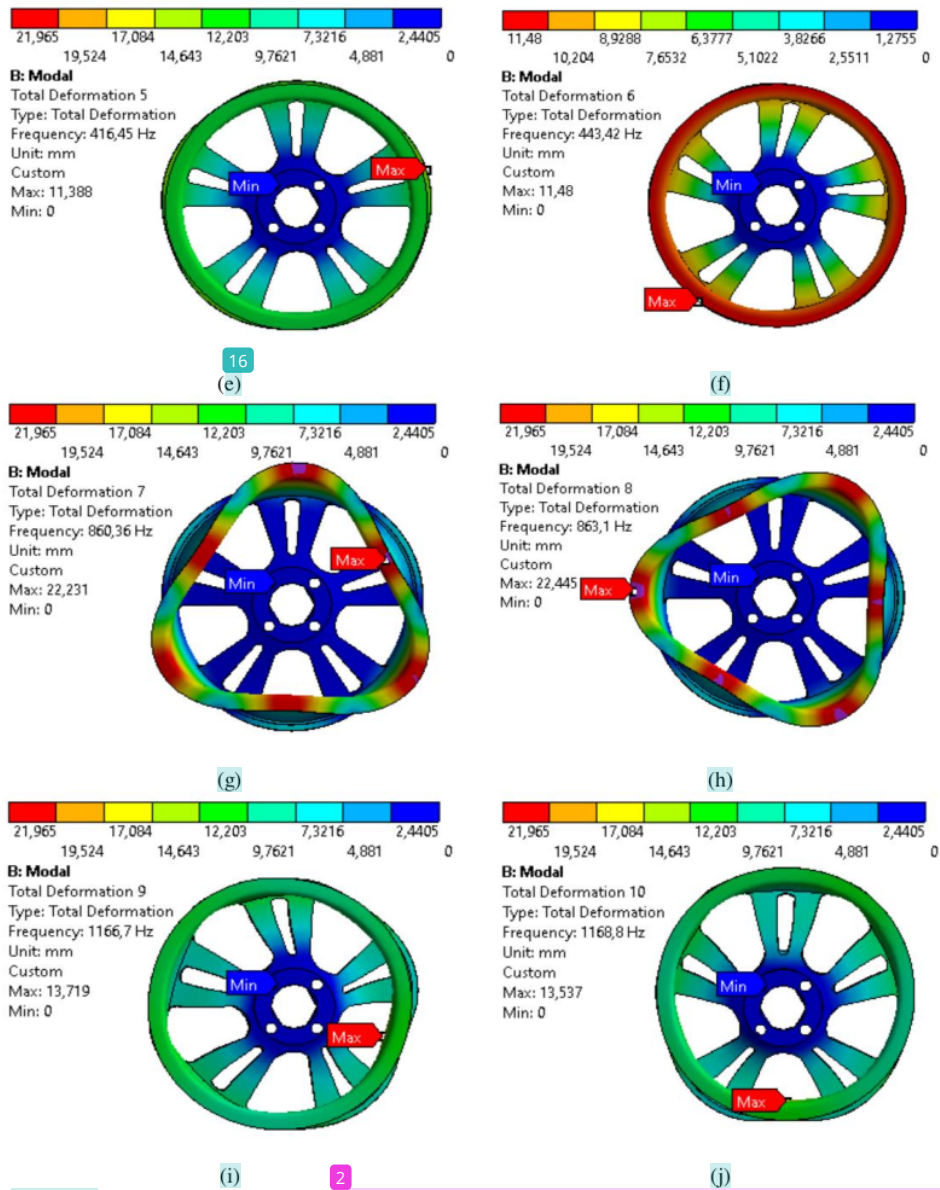 21,965 17,084 12,203 7,3216 2,4405
19,524 14,643 9,7621 4,881 0
B: Modal
Total Deformation 5
Type: Total Deformation
Frequency: 416,45 Hz
Unit: mm
Custom
Max: 11,388
Min: 0
Min
Max
16
(e)
11,48 8,9288 6,3777 3,8266 1,2755
10,204 7,6532 5,1022 2,5511 0
B: Modal
Total Deformation 6
Type: Total Deformation
Frequency: 443,42 Hz
Unit: mm
Custom
Max: 11,48
Min: 0
Min
Max
(f)
21,965 17,084 12,203 7,3216 2,4405
19,524 14,643 9,7621 4,881 0
B: Modal
Total Deformation 7
Type: Total Deformation
Frequency: 860,36 Hz
Unit: mm
Custom
Max: 22,231
Min: 0
Max
Min
(g)
21,965 17,084 12,203 7,3216 2,4405
19,524 14,643 9,7621 4,881 0
B: Modal
Total Deformation 8
Type: Total Deformation
Frequency: 863,1 Hz
Unit: mm
Custom
Max: 22,445
Min: 0
Min
Max
(h)
21,965 17,084 12,203 7,3216 2,4405
19,524 14,643 9,7621 4,881 0
B: Modal
Total Deformation 9
Type: Total Deformation
Frequency: 1166,7 Hz
Unit: mm
Custom
Max: 13,719
Min: 0
Min
Max
(i)
2
21,965 17,084 12,203 7,3216 2,4405
19,524 14,643 9,7621 4,881 0
B: Modal
Total Deformation 10
Type: Total Deformation
Frequency: 1168,8 Hz
Unit: mm
Custom
Max: 13,537
Min: 0
Min
Max
(j)